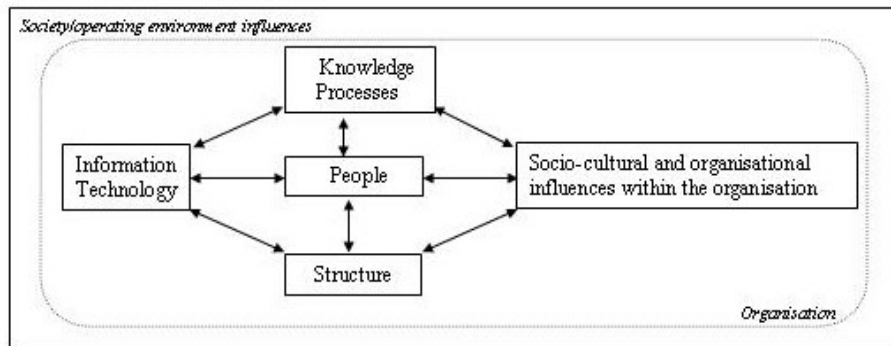 Society/operating environment influences
Knowledge
Processes
Information
Technology
People
Socio-cultural and organisational
influences within the organisation
Structure
Organisation